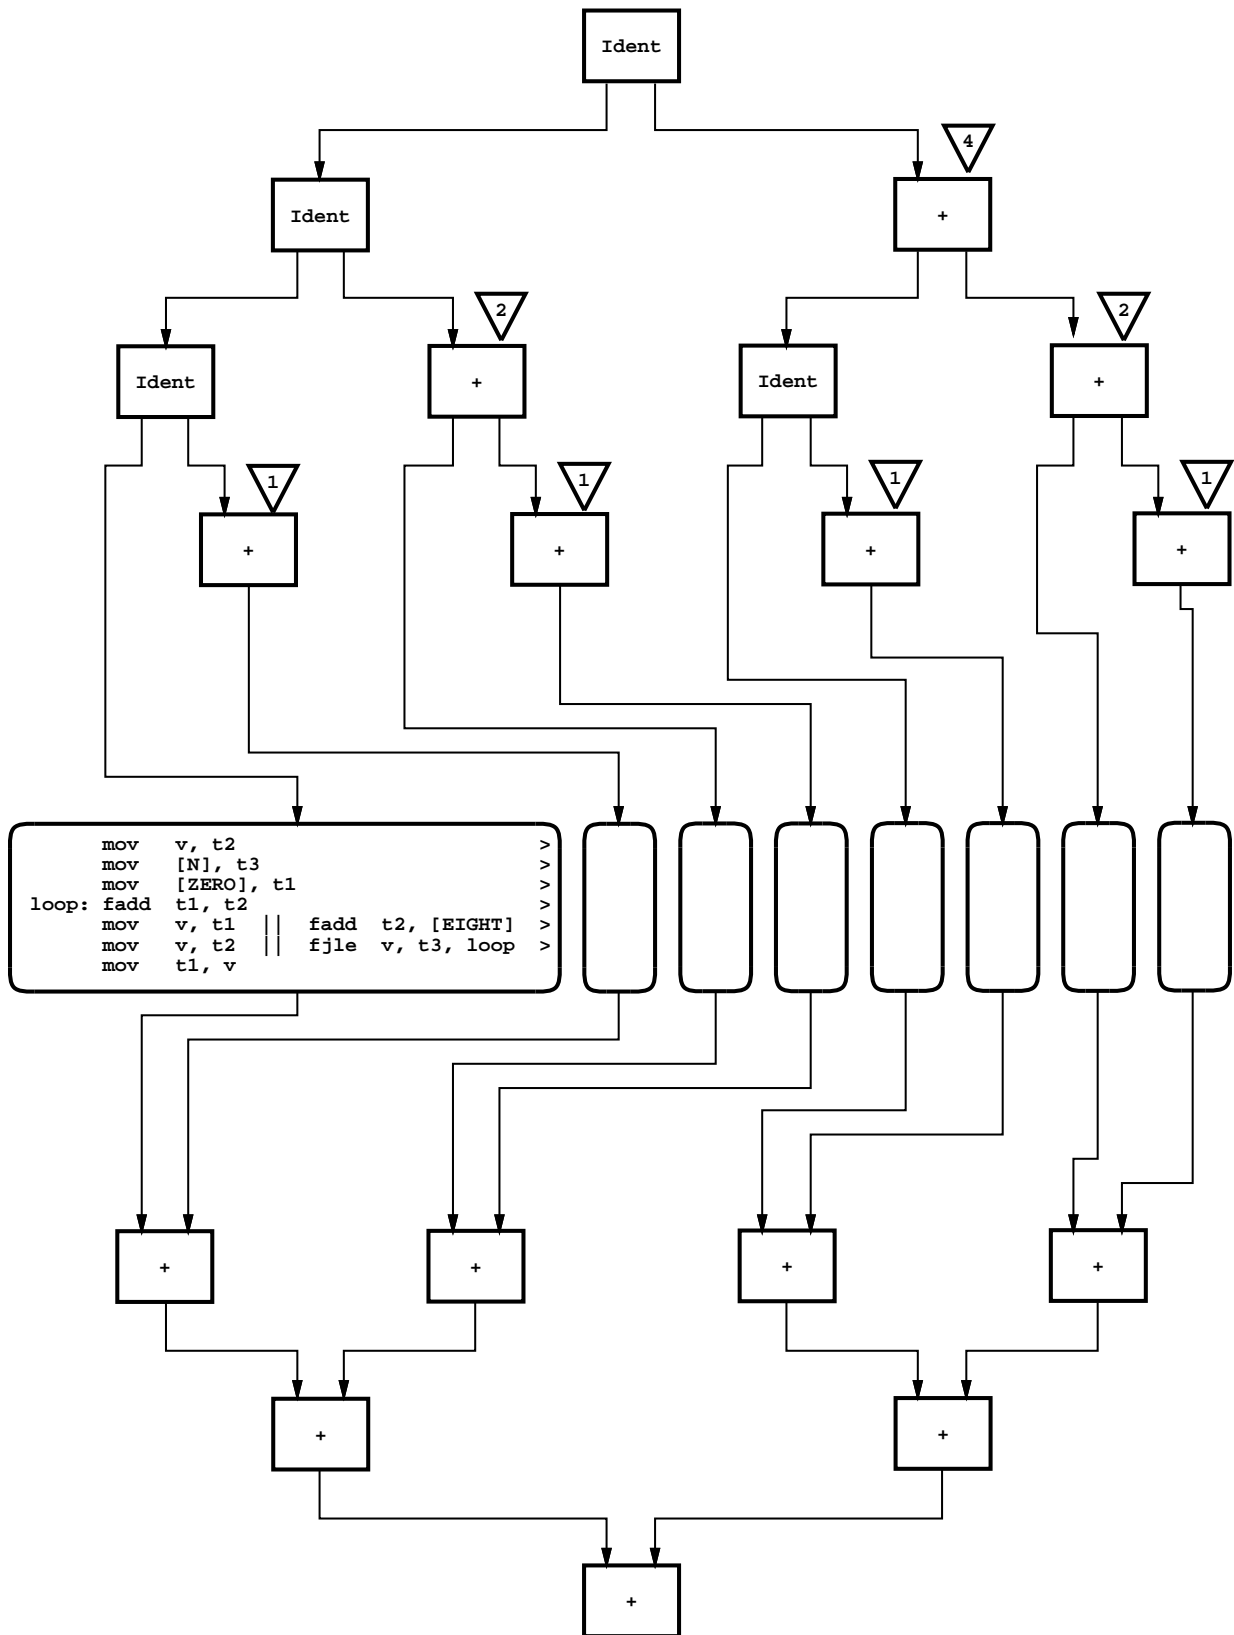 Ident
4
Ident
+
2
2
Ident
+
Ident
+
1
1
1
1
+
+
+
+
mov v, t2 >
mov [N], t3 >
mov [ZERO], t1 >
loop: fadd t1, t2 >
mov v, t1 || fadd t2, [EIGHT] >
mov v, t2 || fjle v, t3, loop >
mov t1, v
+
+
+
+
+
+
+